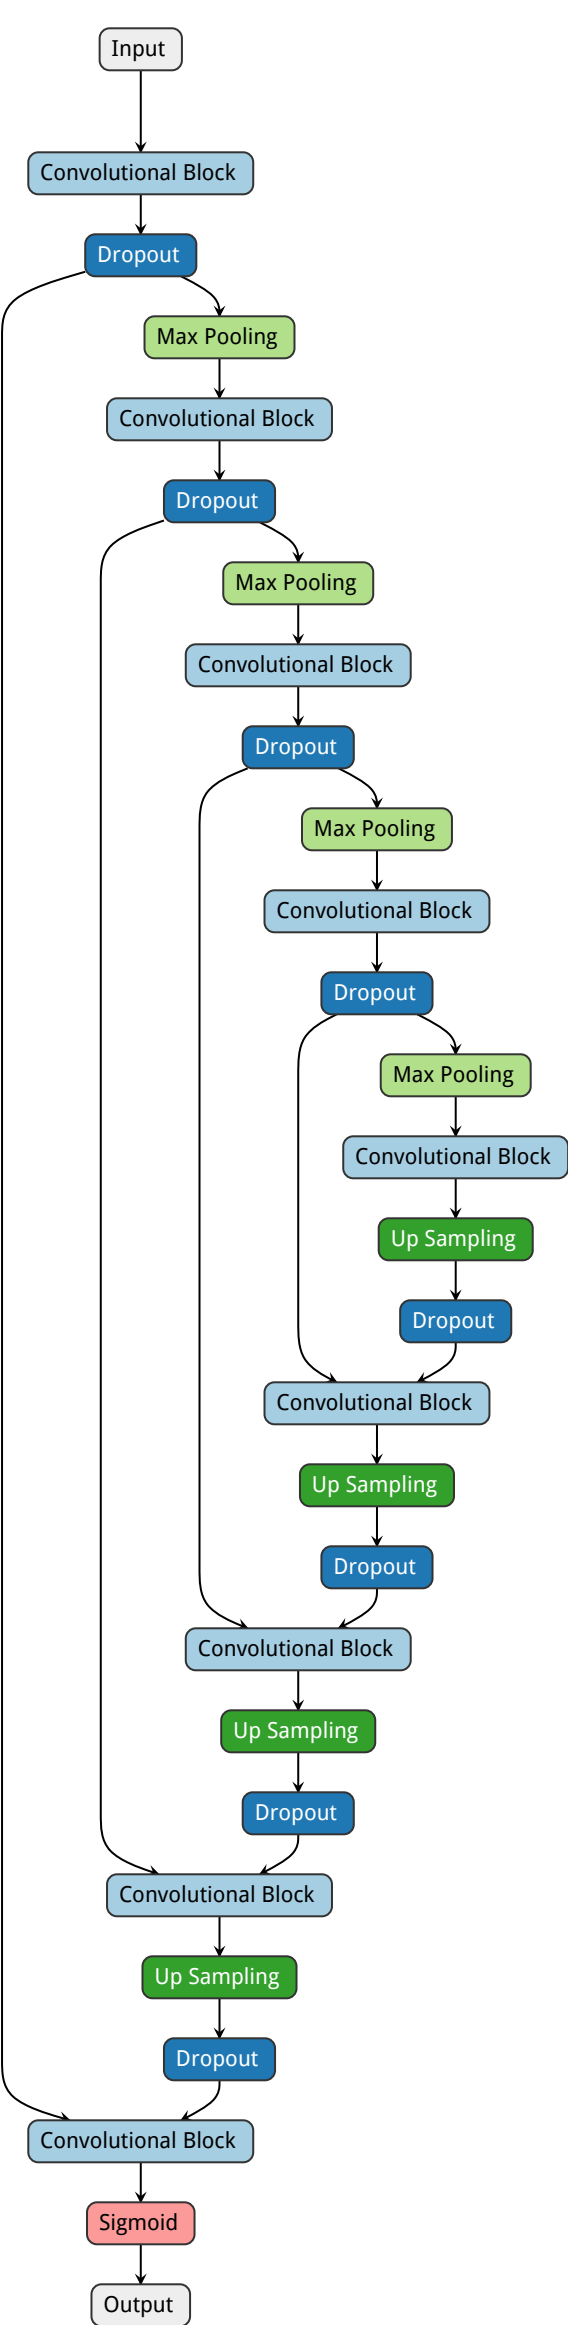 Input
Convolutional Block
Dropout
Max Pooling
Convolutional Block
Dropout
Max Pooling
Convolutional Block
Dropout
Max Pooling
Convolutional Block
Dropout
Max Pooling
Convolutional Block
Up Sampling
Dropout
Convolutional Block
Up Sampling
Dropout
Convolutional Block
Up Sampling
Dropout
Convolutional Block
Up Sampling
Dropout
Convolutional Block
Sigmoid
Output